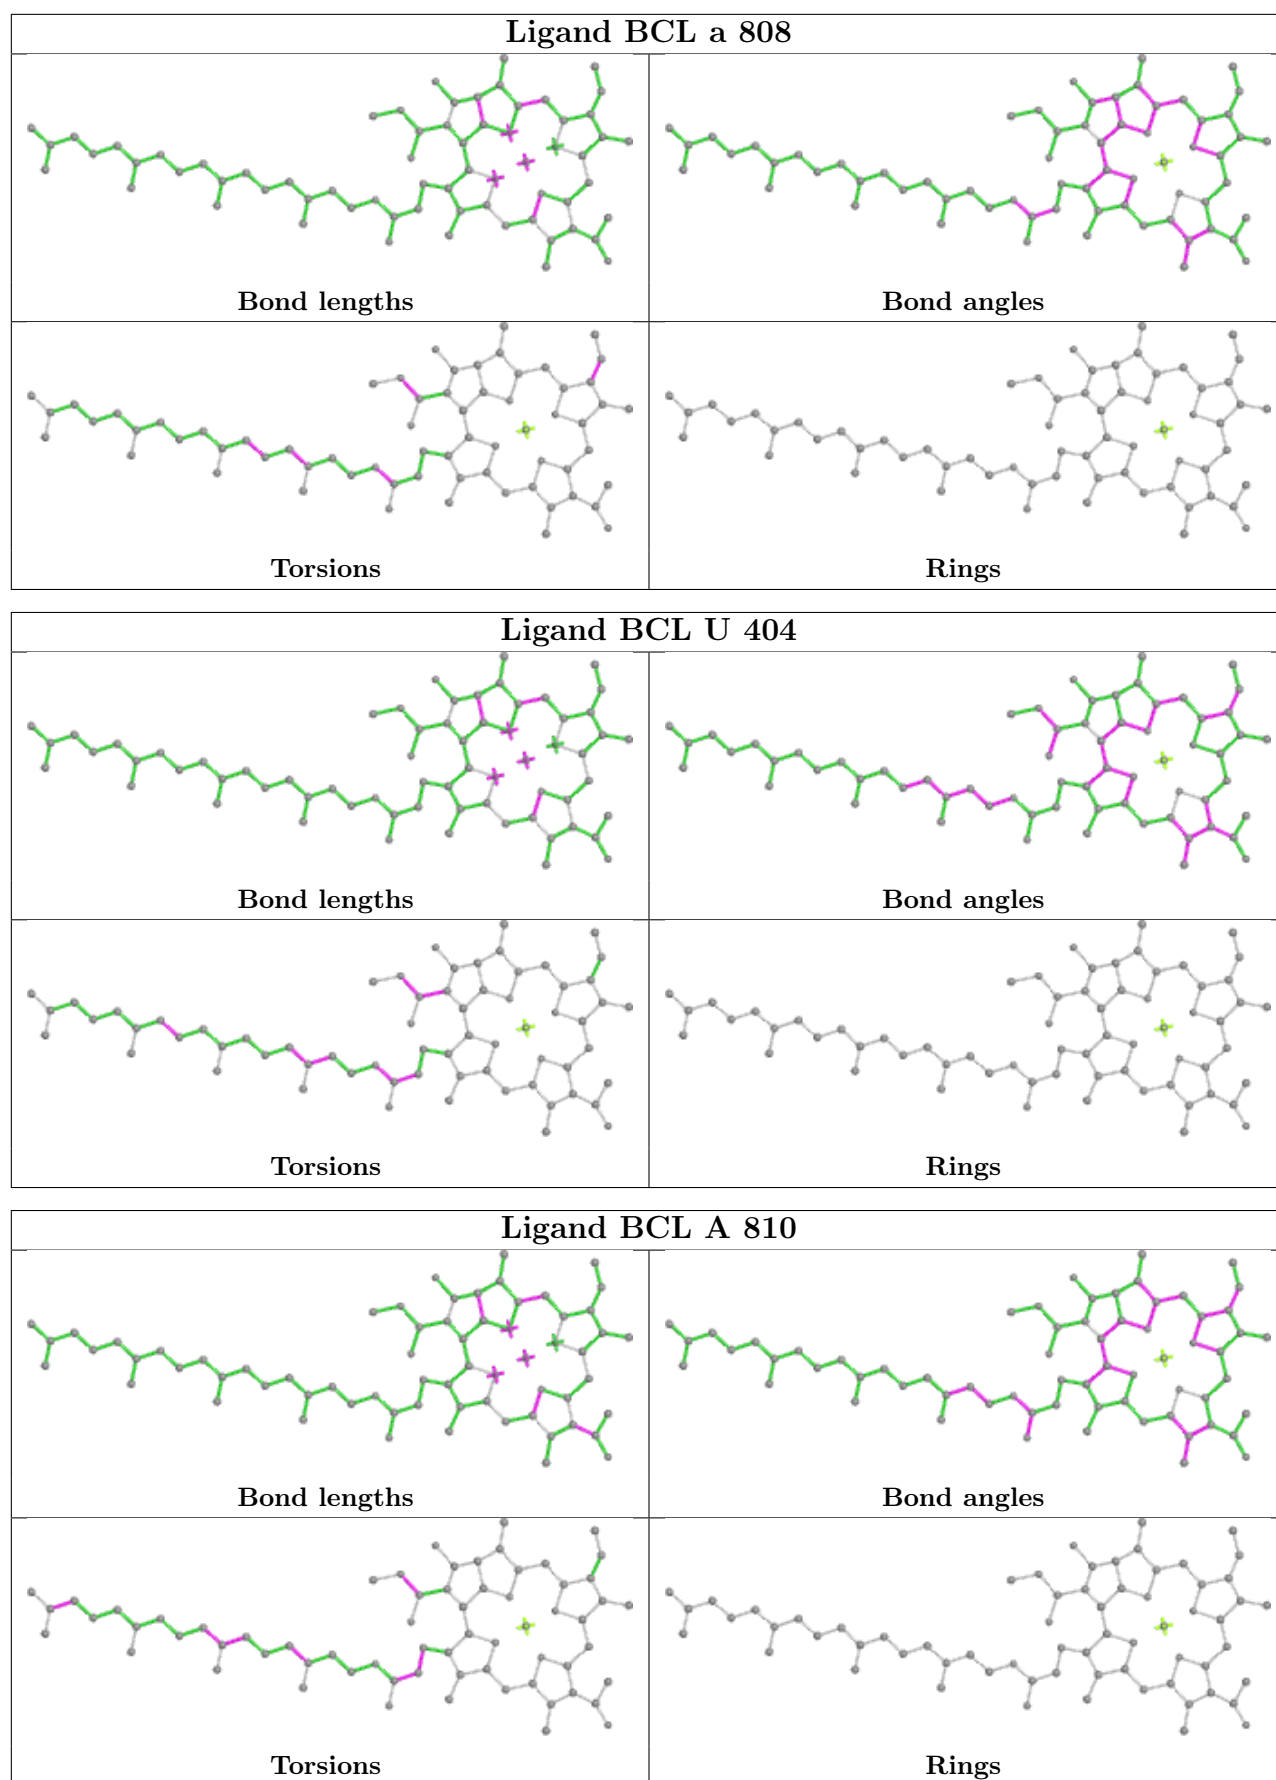 Ligand BCL a 808
Bond lengths
Bond angles
Torsions
Rings
Ligand BCL U 404
Bond lengths
Bond angles
Torsions
Rings
Ligand BCL A 810
Bond lengths
Bond angles
Torsions
Rings